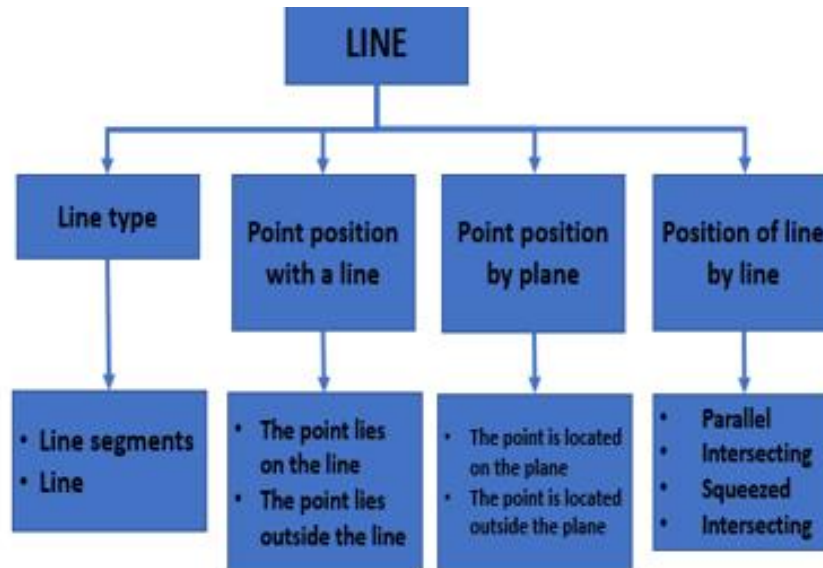 LINE
Line type
Point position
with a line
Point position
by plane
Position of line
by line
• Line segments
• Line
• The point lies
on the line
• The point lies
outside the line
• The point is located
on the plane
• The point is located
outside the plane
• Parallel
• Intersecting
• Squeezed
• Intersecting